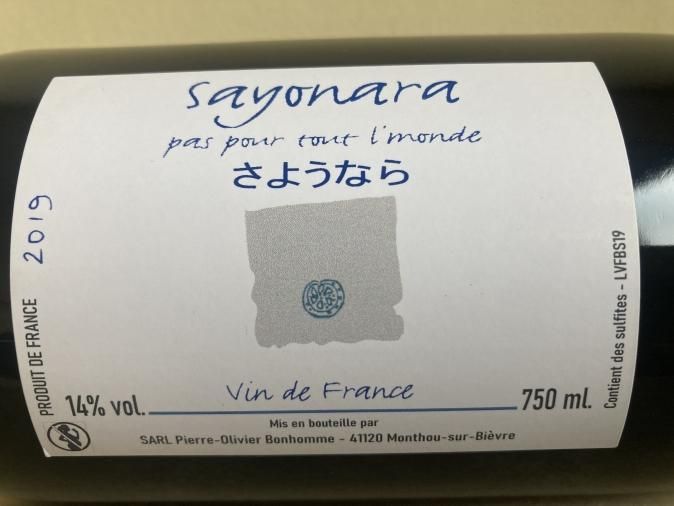 sayonara
pas pour tout l'monde
さようなら
2019
PRODUIT DE FRANCE
14% vol.
Vin de France
750 ml.
Contient des sulfites - LVFBS19
Mis en bouteille par
SARL Pierre-Olivier Bonhomme - 41120 Monthou-sur-Bièvre